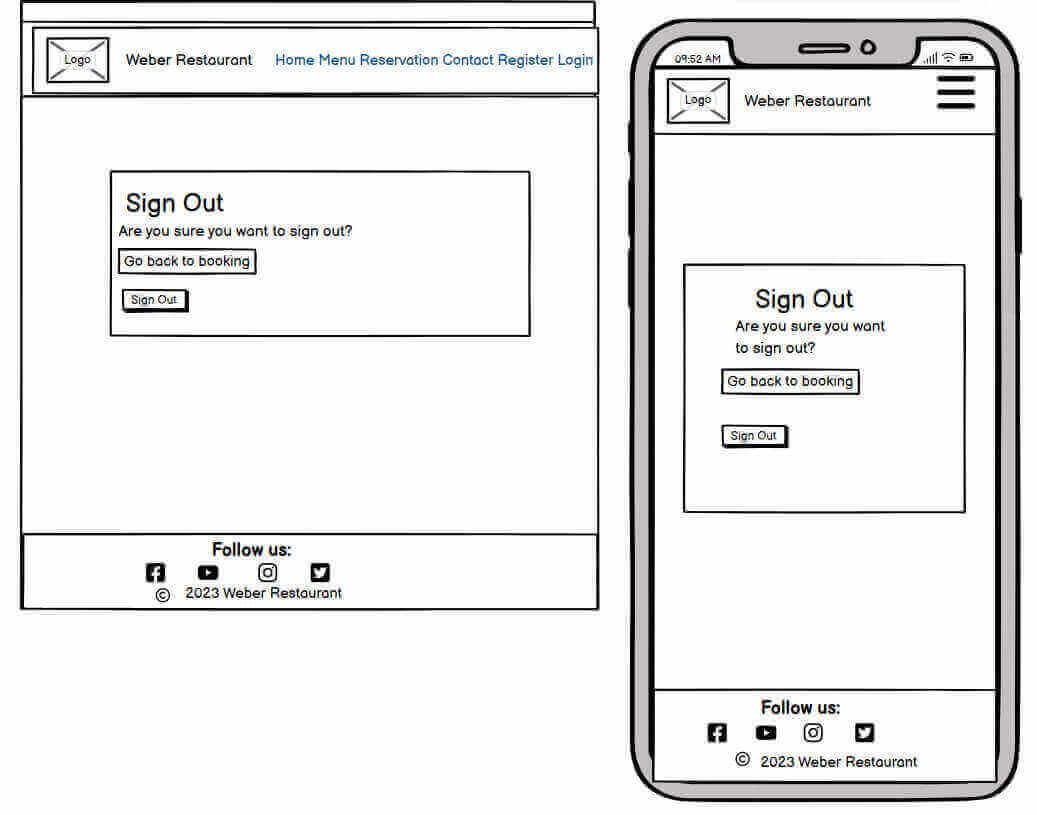 Logo
Weber Restaurant
Home Menu Reservation Contact Register Login
Sign Out
Are you sure you want to sign out?
Go back to booking
Sign Out
Follow us:
© 2023 Weber Restaurant
09:52 AM
Logo
Weber Restaurant
Sign Out
Are you sure you want
to sign out?
Go back to booking
Sign Out
Follow us:
© 2023 Weber Restaurant